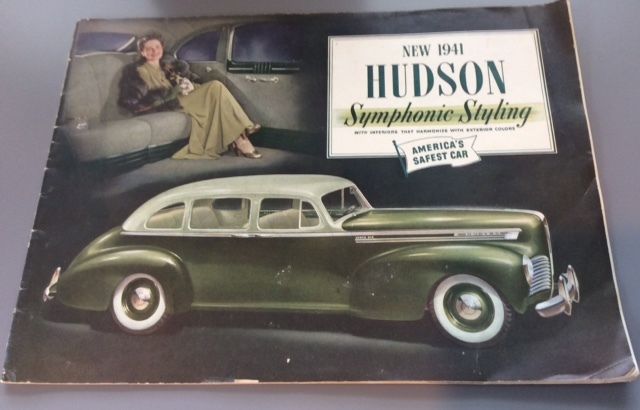 NEW 1941
HUDSON
Symphonic Styling
WITH INTERIORS THAT HARMONIZE WITH EXTERIOR COLORS
AMERICA'S
SAFEST CAR